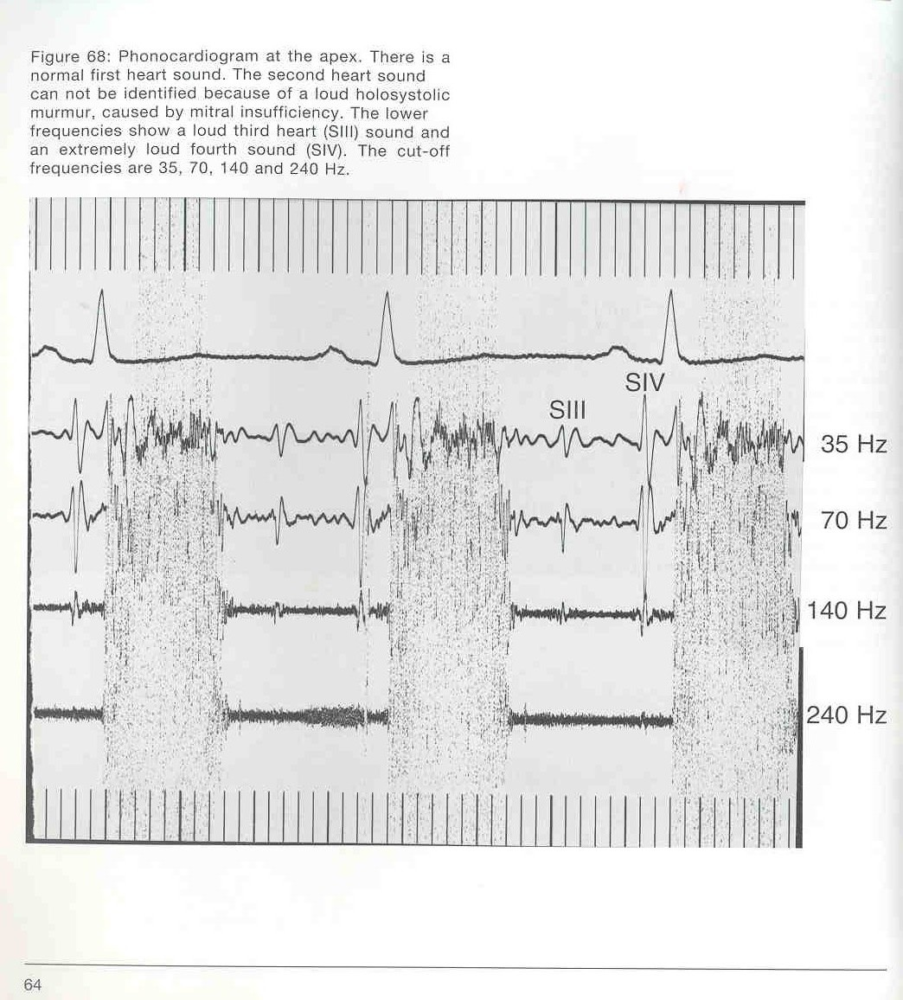 Figure 68: Phonocardiogram at the apex. There is a
normal first heart sound. The second heart sound
can not be identified because of a loud holosystolic
murmur, caused by mitral insufficiency. The lower
frequencies show a loud third heart (SIII) sound and
an extremely loud fourth sound (SIV). The cut-off
frequencies are 35, 70, 140 and 240 Hz.
SIV
SIII
35 Hz
70 Hz
140 Hz
240 Hz
64